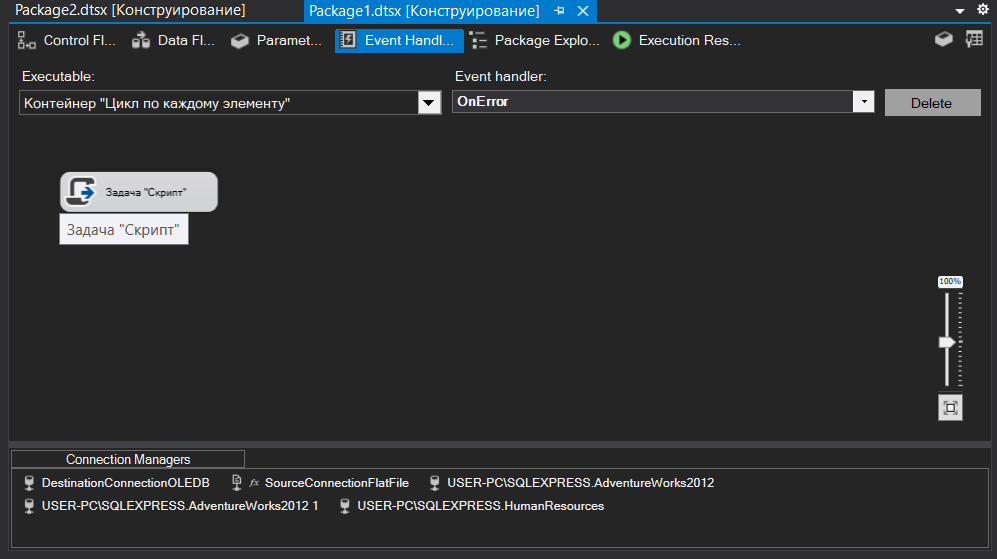 Package2.dtsx [Конструирование] Package1.dtsx [Конструирование]
Control Fl... Data Fl... Paramet... Event Handl... Package Explo... Execution Res...
Executable: Event handler:
Контейнер "Цикл по каждому элементу" OnError Delete
Задача "Скрипт"
Задача "Скрипт"
100%
Connection Managers
DestinationConnectionOLEDB fx SourceConnectionFlatFile USER-PC\SQLEXPRESS.AdventureWorks2012
USER-PC\SQLEXPRESS.AdventureWorks2012 1 USER-PC\SQLEXPRESS.HumanResources